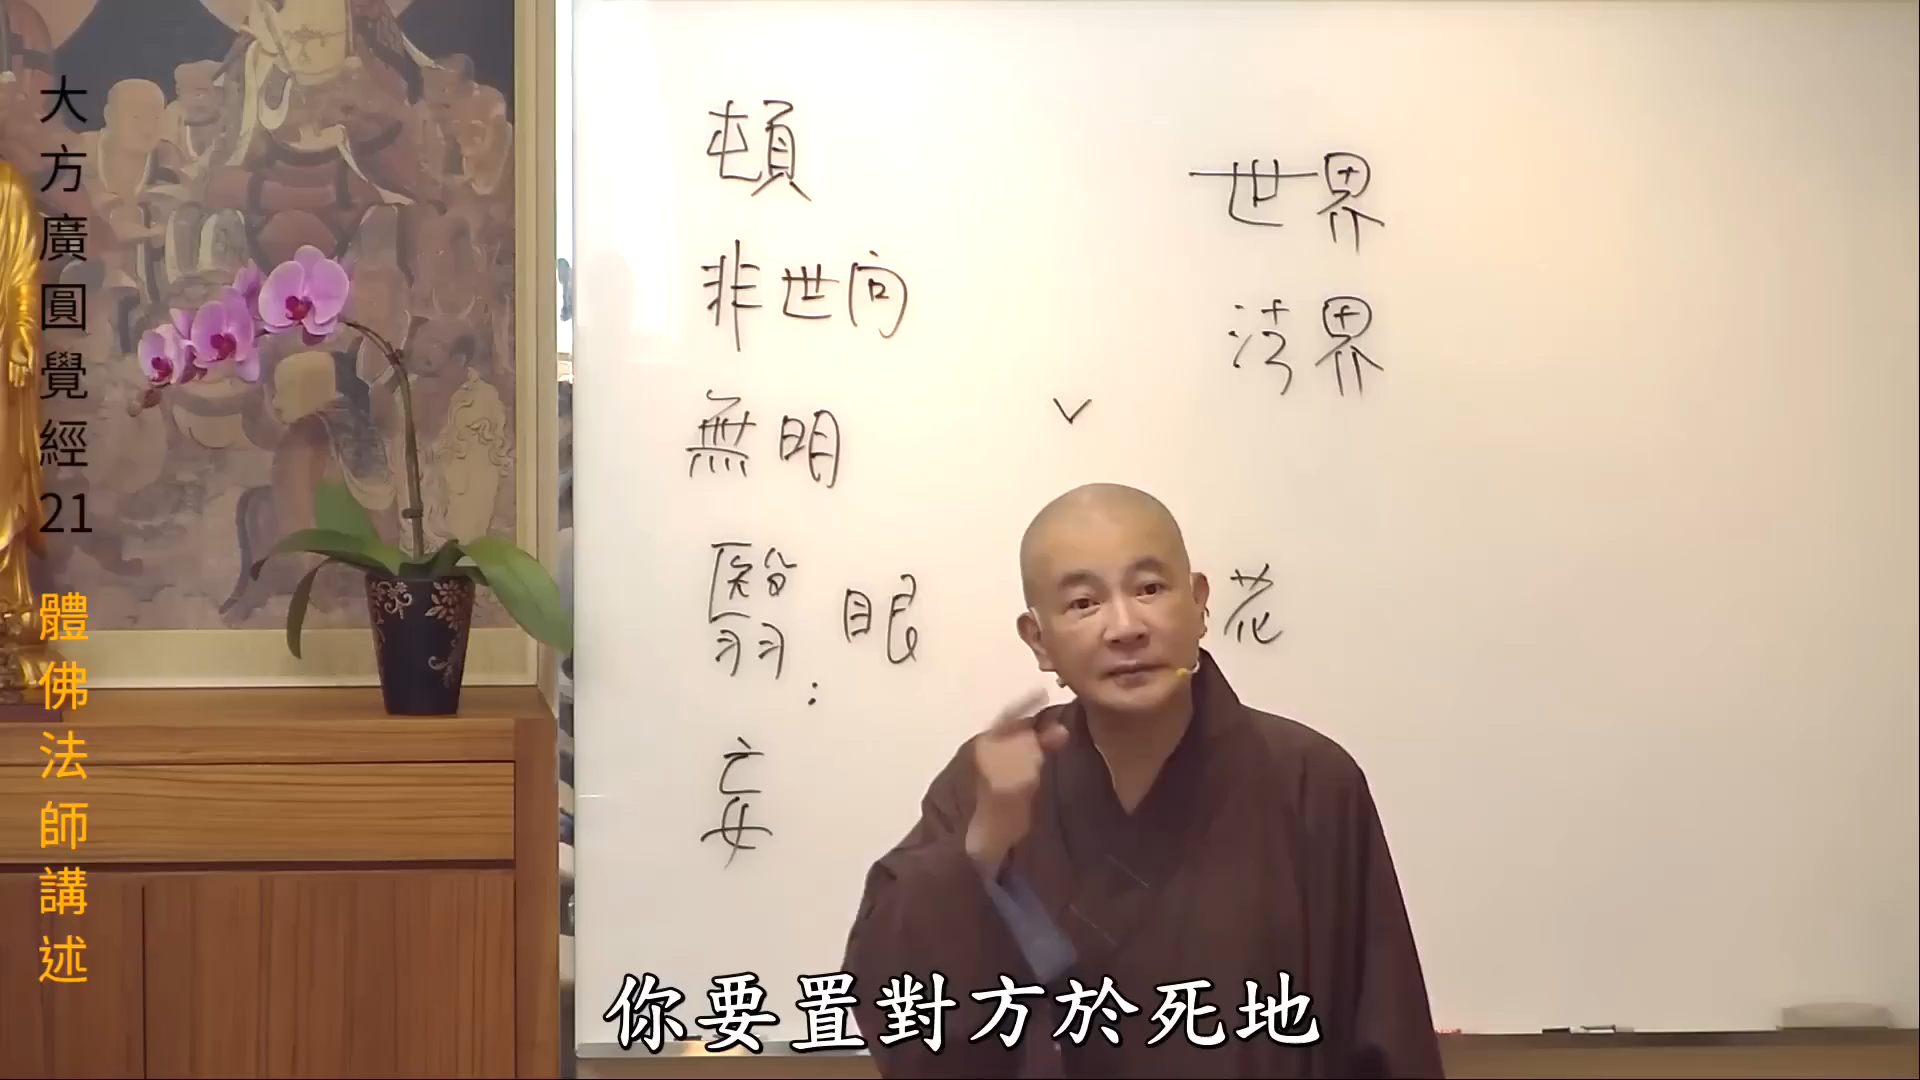 大方廣圓覺經21 體佛法師講述
頓
非世向
無明
翳 眼
:
妄
世界
法界
花
你要置對方於死地